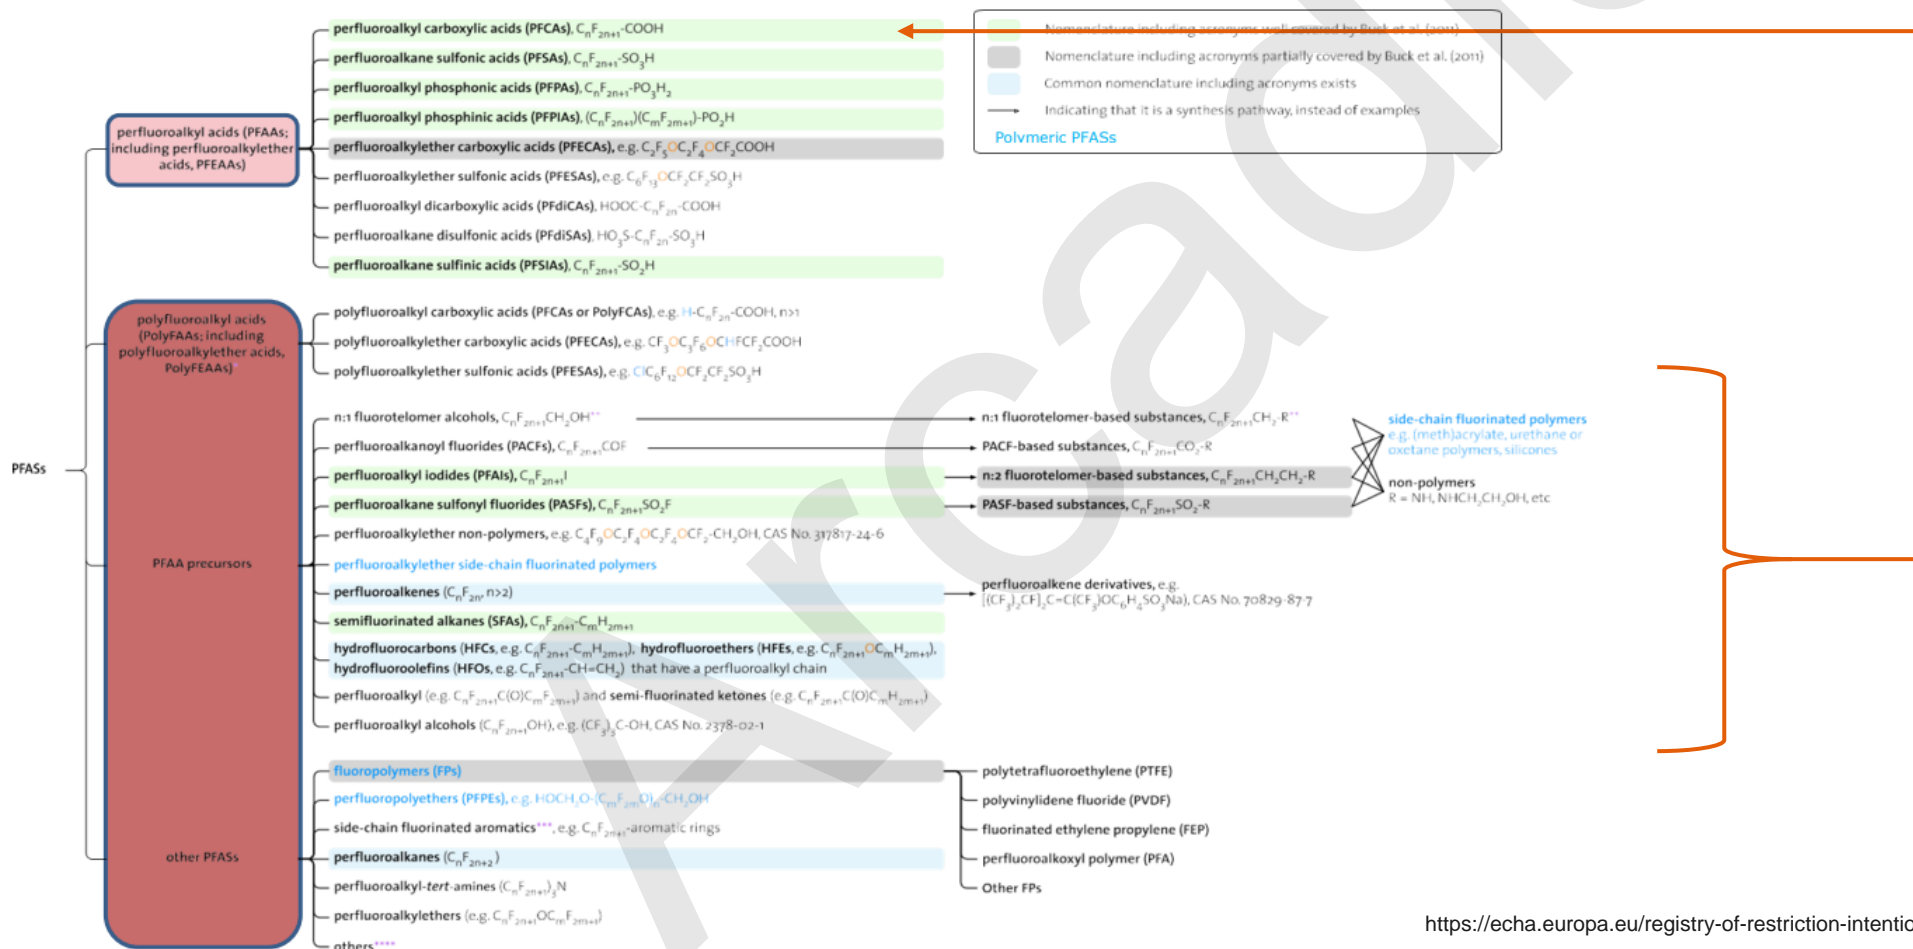 perfluoroalkyl carboxylic acids (PFCAs), CnF2n+1-COOH
perfluoroalkane sulfonic acids (PFSAs), CnF2n+1-SO3H
perfluoroalkyl phosphonic acids (PFPAs), CnF2n+1-PO3H2
perfluoroalkyl phosphinic acids (PFPIAs), (CnF2n+1)(CmF2m+1)-PO2H
perfluoroalkylether carboxylic acids (PFECAs), e.g. C2F5OC2F4OCF2COOH
perfluoroalkylether sulfonic acids (PFESAs), e.g. C6F13OCF2CF2SO3H
perfluoroalkyl dicarboxylic acids (PFdiCAs), HOOC-CnF2n-COOH
perfluoroalkane disulfonic acids (PFdiSAs), HO3S-CnF2n-SO3H
perfluoroalkane sulfinic acids (PFSIAs), CnF2n+1-SO2H
perfluoroalkyl acids (PFAAs;
including perfluoroalkylether
acids, PFEAAs)
Nomenclature including acronyms well covered by Buck et al. (2011)
Nomenclature including acronyms partially covered by Buck et al. (2011)
Common nomenclature including acronyms exists
Indicating that it is a synthesis pathway, instead of examples
Polymeric PFASs
polyfluoroalkyl acids
(PolyFAAs; including
polyfluoroalkylether acids,
PolyFEAAs)*
polyfluoroalkyl carboxylic acids (PFCAs or PolyFCAs), e.g. H-CnF2n-COOH, n>1
polyfluoroalkylether carboxylic acids (PFECAs), e.g. CF3OC3F6OCHFCF2COOH
polyfluoroalkylether sulfonic acids (PFESAs), e.g. ClC6F12OCF2CF2SO3H
PFASs
PFAA precursors
n:1 fluorotelomer alcohols, CnF2n+1CH2OH**
n:1 fluorotelomer-based substances, CnF2n+1CH2-R**
perfluoroalkanoyl fluorides (PACFs), CnF2n+1COF
PACF-based substances, CnF2n+1CO2-R
perfluoroalkyl iodides (PFAIs), CnF2n+1I
n:2 fluorotelomer-based substances, CnF2n+1CH2CH2-R
perfluoroalkane sulfonyl fluorides (PASFs), CnF2n+1SO2F
PASF-based substances, CnF2n+1SO2-R
side-chain fluorinated polymers
e.g. (meth)acrylate, urethane or
oxetane polymers, silicones
non-polymers
R = NH, NHCH2CH2OH, etc
perfluoroalkylether non-polymers, e.g. C4F9OC2F4OC2F4OCF2-CH2OH, CAS No. 317817-24-6
perfluoroalkylether side-chain fluorinated polymers
perfluoroalkenes (CnF2n, n>2)
perfluoroalkene derivatives, e.g.
[(CF3)2CF]2C=C(CF3)OC6H4SO3Na), CAS No. 70829-87-7
semifluorinated alkanes (SFAs), CnF2n+1-CmH2m+1
hydrofluorocarbons (HFCs, e.g. CnF2n+1-CmH2m+1), hydrofluoroethers (HFEs, e.g. CnF2n+1OCmH2m+1),
hydrofluoroolefins (HFOs, e.g. CnF2n+1-CH=CH2) that have a perfluoroalkyl chain
perfluoroalkyl (e.g. CnF2n+1C(O)CmF2m+1) and semi-fluorinated ketones (e.g. CnF2n+1C(O)CmH2m+1)
perfluoroalkyl alcohols (CnF2n+1OH), e.g. (CF3)3C-OH, CAS No. 2378-02-1
other PFASs
fluoropolymers (FPs)
perfluoropolyethers (PFPEs), e.g. HOCH2O-(CmF2mO)n-CH2OH
side-chain fluorinated aromatics***, e.g. CnF2n+1-aromatic rings
perfluoroalkanes (CnF2n+2)
perfluoroalkyl-tert-amines (CnF2n+1)3N
perfluoroalkylethers (e.g. CnF2n+1OCmF2m+1)
others****
polytetrafluoroethylene (PTFE)
polyvinylidene fluoride (PVDF)
fluorinated ethylene propylene (FEP)
perfluoroalkoxyl polymer (PFA)
Other FPs
https://echa.europa.eu/registry-of-restriction-intentio
Arcadi